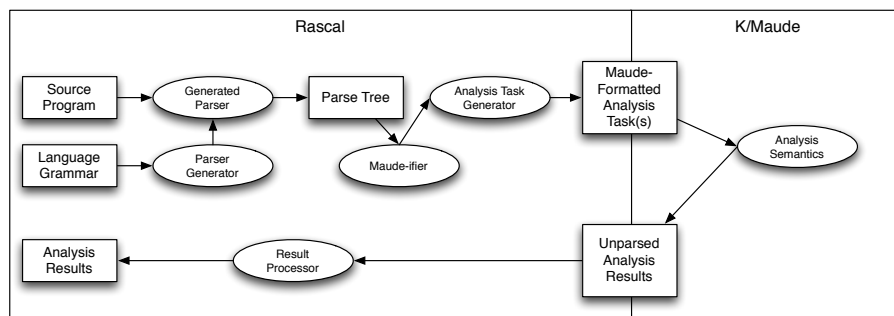 Rascal
K/Maude
Source
Program
Generated
Parser
Parse Tree
Analysis Task
Generator
Maude-
Formatted
Analysis
Task(s)
Language
Grammar
Parser
Generator
Maude-ifier
Analysis
Semantics
Analysis
Results
Result
Processor
Unparsed
Analysis
Results